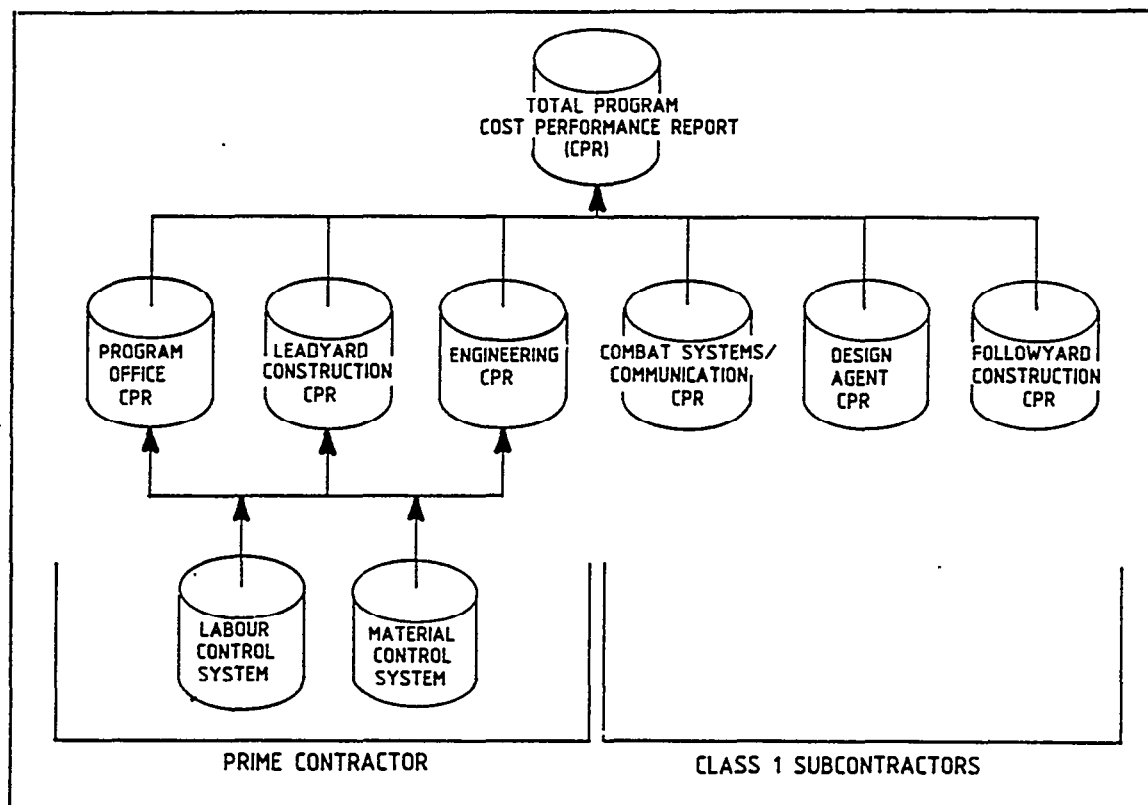 TOTAL PROGRAM
COST PERFORMANCE REPORT
(CPR)
PROGRAM
OFFICE
CPR
LEADYARD
CONSTRUCTION
CPR
ENGINEERING
CPR
COMBAT SYSTEMS/
COMMUNICATION
CPR
DESIGN
AGENT
CPR
FOLLOWYARD
CONSTRUCTION
CPR
LABOUR
CONTROL
SYSTEM
MATERIAL
CONTROL
SYSTEM
PRIME CONTRACTOR
CLASS 1 SUBCONTRACTORS